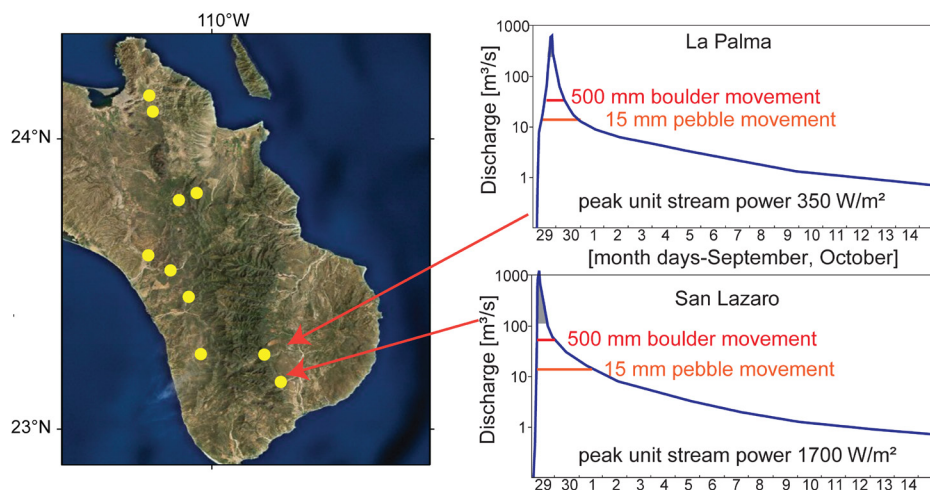 110°W
24°N
23°N
La Palma
Discharge [m³/s]
1000
100
10
1
500 mm boulder movement
15 mm pebble movement
peak unit stream power 350 W/m²
29 30 1 2 3 4 5 6 7 8 9 10 11 12 13 14
[month days-September, October]
San Lazaro
Discharge [m³/s]
1000
100
10
1
500 mm boulder movement
15 mm pebble movement
peak unit stream power 1700 W/m²
29 30 1 2 3 4 5 6 7 8 9 10 11 12 13 14